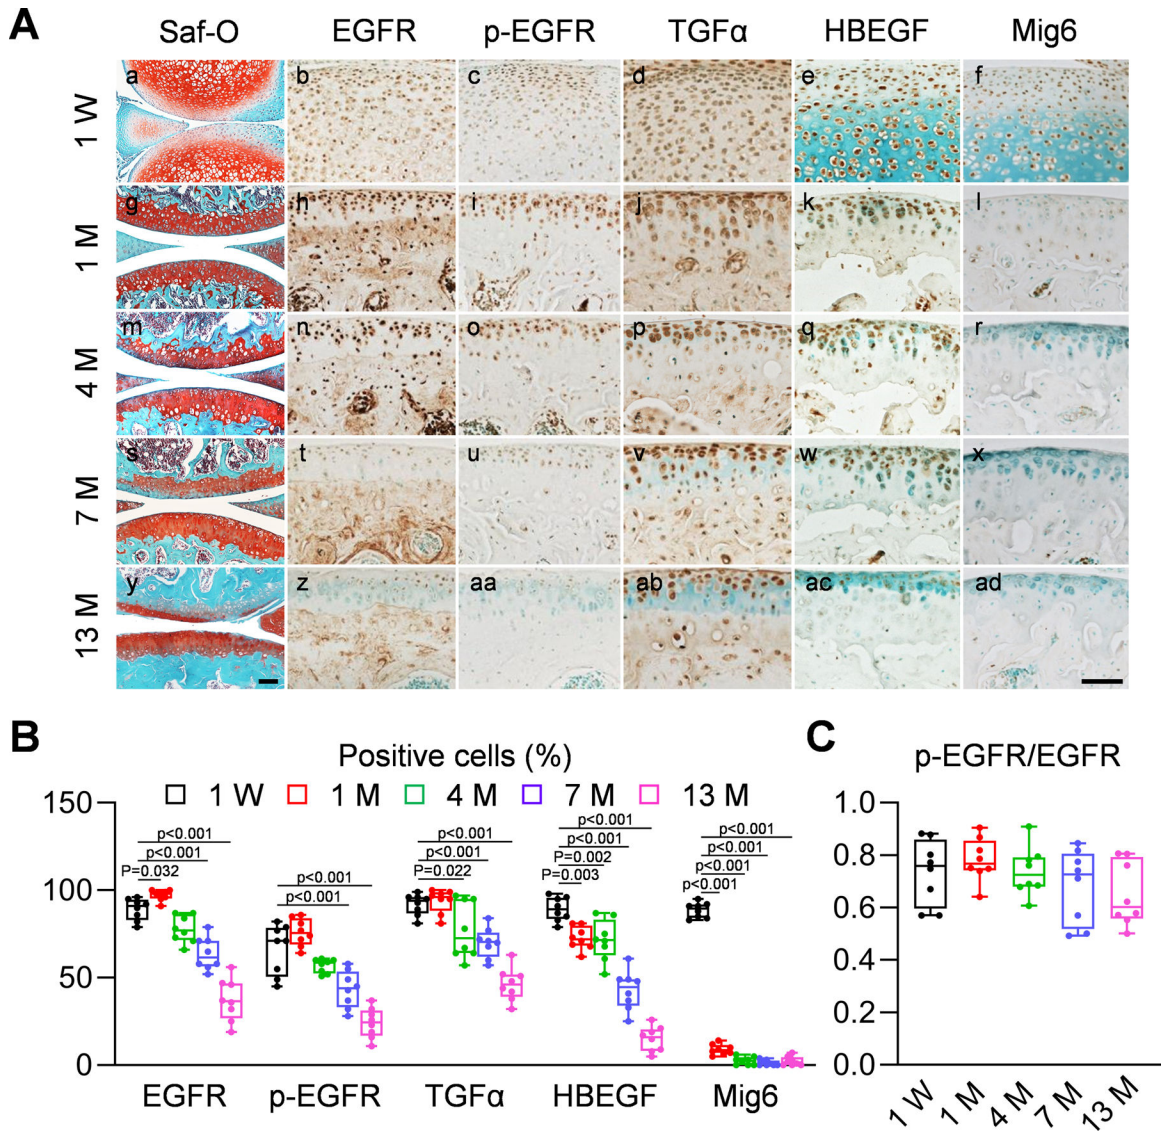 A
Saf-O EGFR p-EGFR TGFα HBEGF Mig6
1 W
a b c d e f
1 M
g h i j k l
4 M
m n o p q r
7 M
s t u v w x
13 M
y z aa ab ac ad
B
Positive cells (%)
1 W 1 M 4 M 7 M 13 M
150
100
50
0
p<0.001
p<0.001
P=0.032
p<0.001
p<0.001
p<0.001
p<0.001
P=0.022
p<0.001
p<0.001
P=0.002
P=0.003
p<0.001
p<0.001
p<0.001
p<0.001
EGFR p-EGFR TGFα HBEGF Mig6
C
p-EGFR/EGFR
1.0
0.8
0.6
0.4
0.2
0.0
1 W 1 M 4 M 7 M 13 M